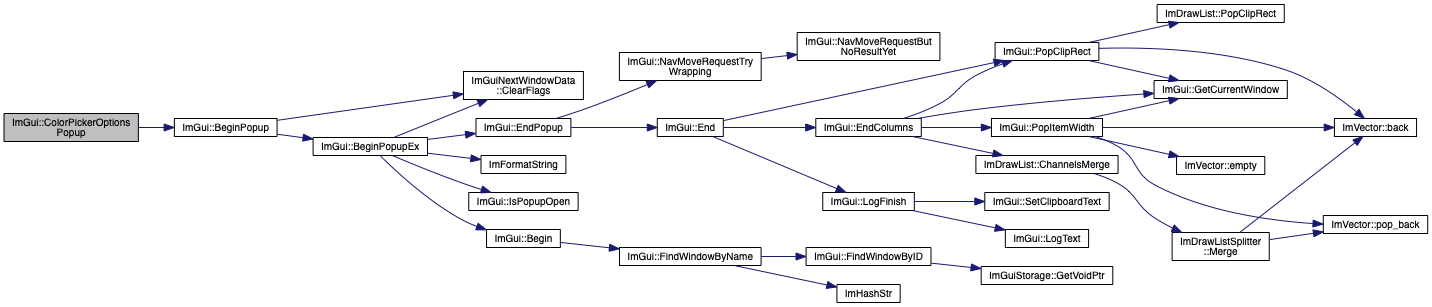 ImGui::ColorPickerOptions
Popup
ImGui::BeginPopup
ImGuiNextWindowData
::ClearFlags
ImGui::BeginPopupEx
ImGui::EndPopup
ImFormatString
ImGui::IsPopupOpen
ImGui::Begin
ImGui::NavMoveRequestTry
Wrapping
ImGui::NavMoveRequestBut
NoResultYet
ImGui::End
ImGui::FindWindowByName
ImGui::EndColumns
ImGui::LogFinish
ImGui::FindWindowByID
ImHashStr
ImGui::PopClipRect
ImGui::PopItemWidth
ImDrawList::ChannelsMerge
ImGui::SetClipboardText
ImGui::LogText
ImGuiStorage::GetVoidPtr
ImDrawList::PopClipRect
ImGui::GetCurrentWindow
ImVector::empty
ImDrawListSplitter
::Merge
ImVector::back
ImVector::pop_back